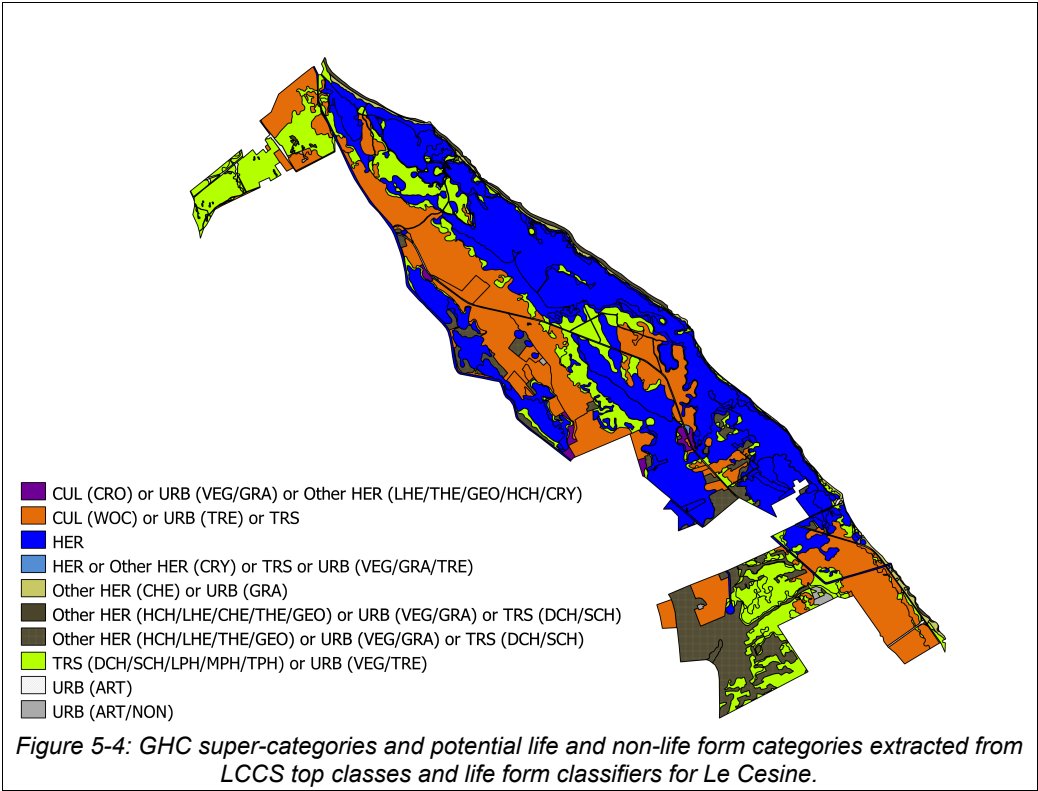 CUL (CRO) or URB (VEG/GRA) or Other HER (LHE/THE/GEO/HCH/CRY)
CUL (WOC) or URB (TRE) or TRS
HER
HER or Other HER (CRY) or TRS or URB (VEG/GRA/TRE)
Other HER (CHE) or URB (GRA)
Other HER (HCH/LHE/CHE/THE/GEO) or URB (VEG/GRA) or TRS (DCH/SCH)
Other HER (HCH/LHE/THE/GEO) or URB (VEG/GRA) or TRS (DCH/SCH)
TRS (DCH/SCH/LPH/MPH/TPH) or URB (VEG/TRE)
URB (ART)
URB (ART/NON)
Figure 5-4: GHC super-categories and potential life and non-life form categories extracted from
LCCS top classes and life form classifiers for Le Cesine.